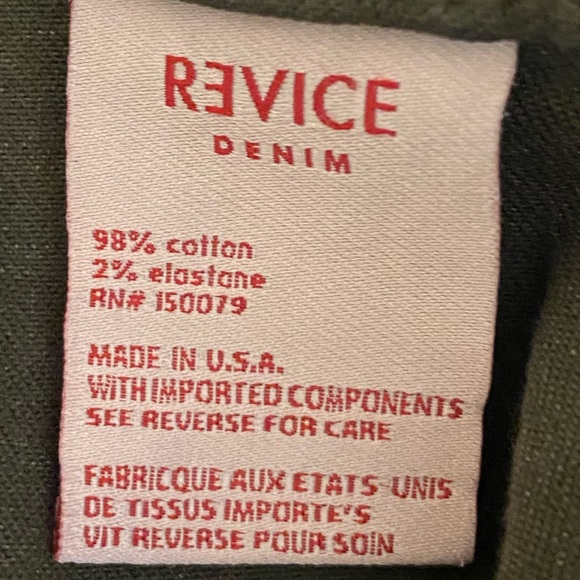 RƎVICE
DENIM
98% cotton
2% elastane
RN# 150079
MADE IN U.S.A.
WITH IMPORTED COMPONENTS
SEE REVERSE FOR CARE
FABRICQUE AUX ETATS-UNIS
DE TISSUS IMPORTE'S
VIT REVERSE POUR SOIN